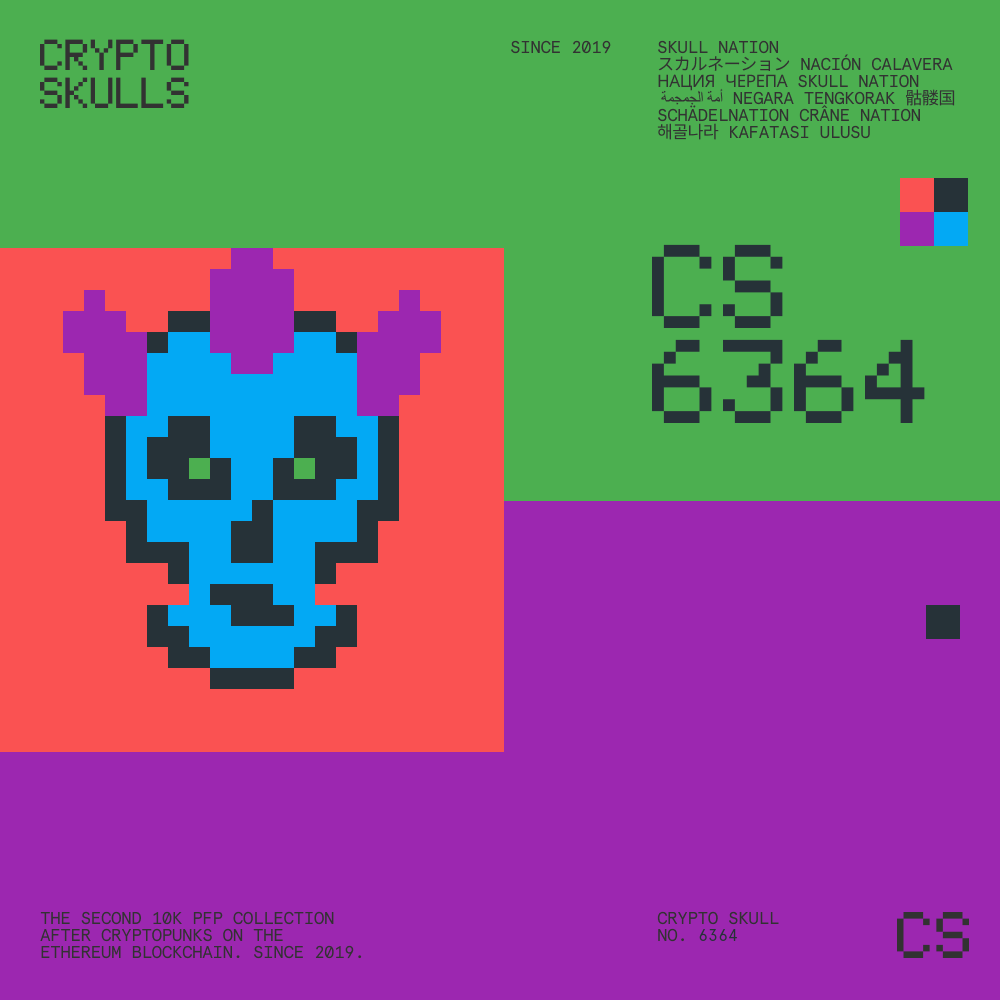 CRYPTO
SKULLS
SINCE 2019
SKULL NATION
スカルネーション NACIÓN CALAVERA
НАЦИЯ ЧЕРЕПА SKULL NATION
أمة الجمجمة NEGARA TENGKORAK 骷髅国
SCHÄDELNATION CRÂNE NATION
해골나라 KAFATASI ULUSU
CS
6364
THE SECOND 10K PFP COLLECTION
AFTER CRYPTOPUNKS ON THE
ETHEREUM BLOCKCHAIN. SINCE 2019.
CRYPTO SKULL
NO. 6364
CS